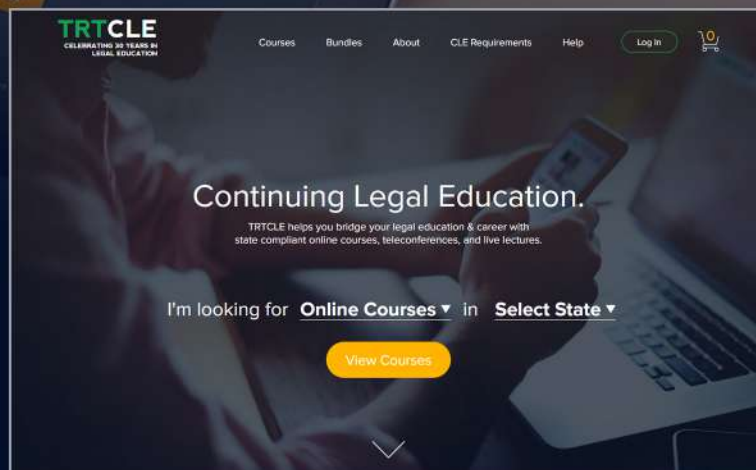 TRTCLE
CELEBRATING 30 YEARS IN
LEGAL EDUCATION
Courses Bundles About CLE Requirements Help Log In 0
Continuing Legal Education.
TRTCLE helps you bridge your legal education & career with
state compliant online courses, teleconferences, and live lectures.
I'm looking for Online Courses ▾ in Select State ▾
View Courses